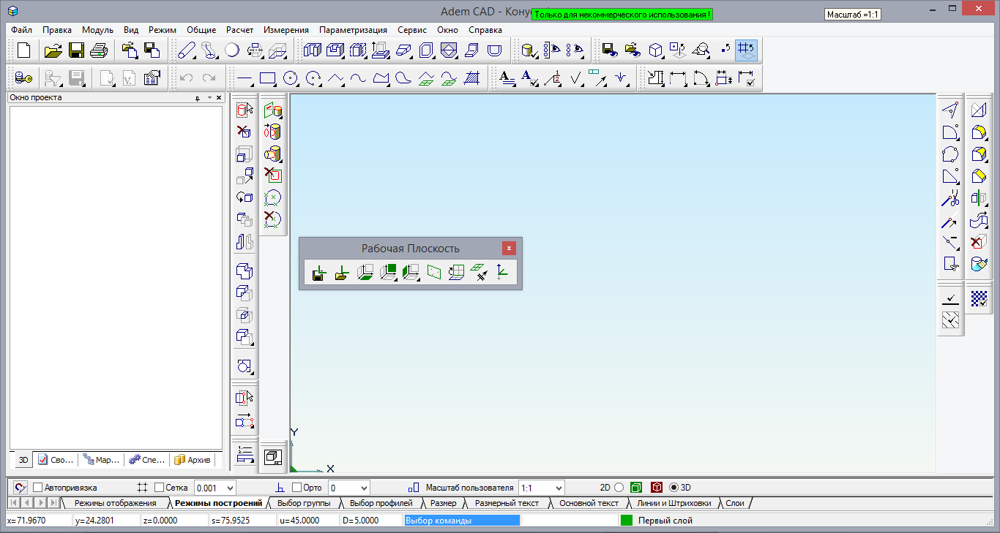 Adem CAD - Конус
Только для некоммерческого использования !
Масштаб =1:1
Файл Правка Модуль Вид Режим Общие Расчет Измерения Параметризация Сервис Окно Справка
Окно проекта
Рабочая Плоскость
Y
X
3D Сво... Мар... Спе... Архив
Автопривязка Сетка 0.001 Орто 0 Масштаб пользователя 1:1 2D 3D
Режимы отображения Режимы построений Выбор группы Выбор профилей Размер Размерный текст Основной текст Линии и Штриховки Слои
x=71.9670 y=24.2801 z=0.0000 s=75.9525 u=45.0000 D=5.0000 Выбор команды Первый слой